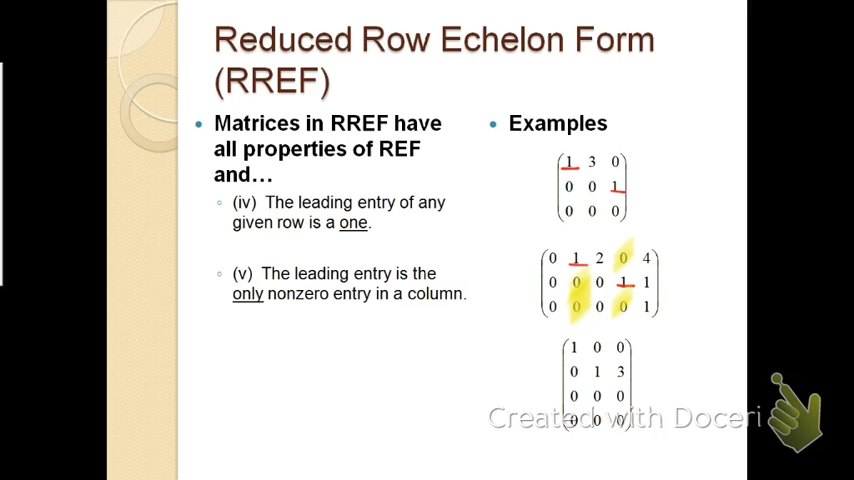 Reduced Row Echelon Form
(RREF)
• Matrices in RREF have
all properties of REF
and…
◦ (iv) The leading entry of any
given row is a one.
◦ (v) The leading entry is the
only nonzero entry in a column.
• Examples
1 3 0
0 0 1
0 0 0
0 1 2 0 4
0 0 0 1 1
0 0 0 0 1
1 0 0
0 1 3
0 0 0
0 0 0
Created with Doceri